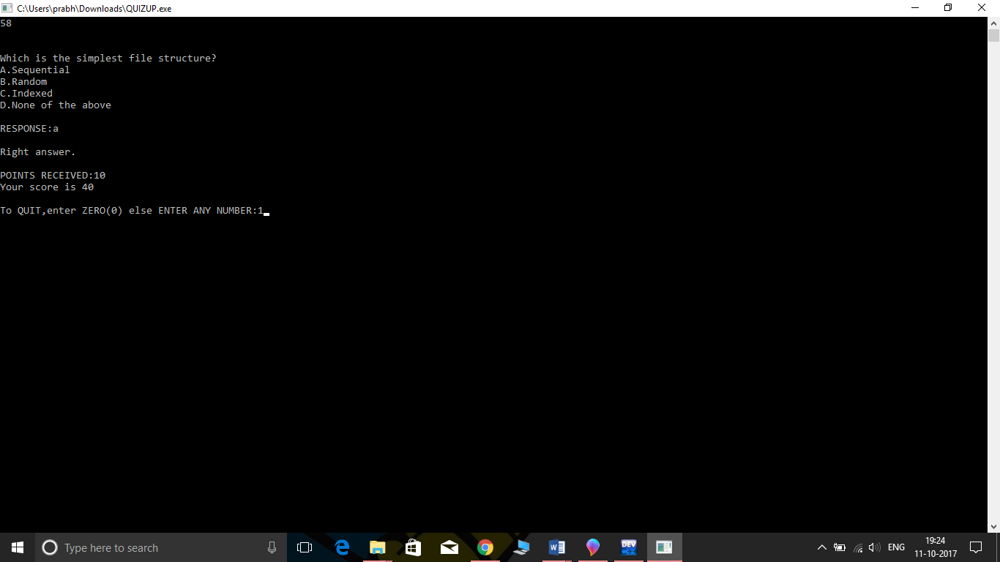 C:\Users\prabh\Downloads\QUIZUP.exe
58
Which is the simplest file structure?
A.Sequential
B.Random
C.Indexed
D.None of the above
RESPONSE:a
Right answer.
POINTS RECEIVED:10
Your score is 40
To QUIT,enter ZERO(0) else ENTER ANY NUMBER:1
Type here to search
W
DEV
C++
ENG
19:24
11-10-2017